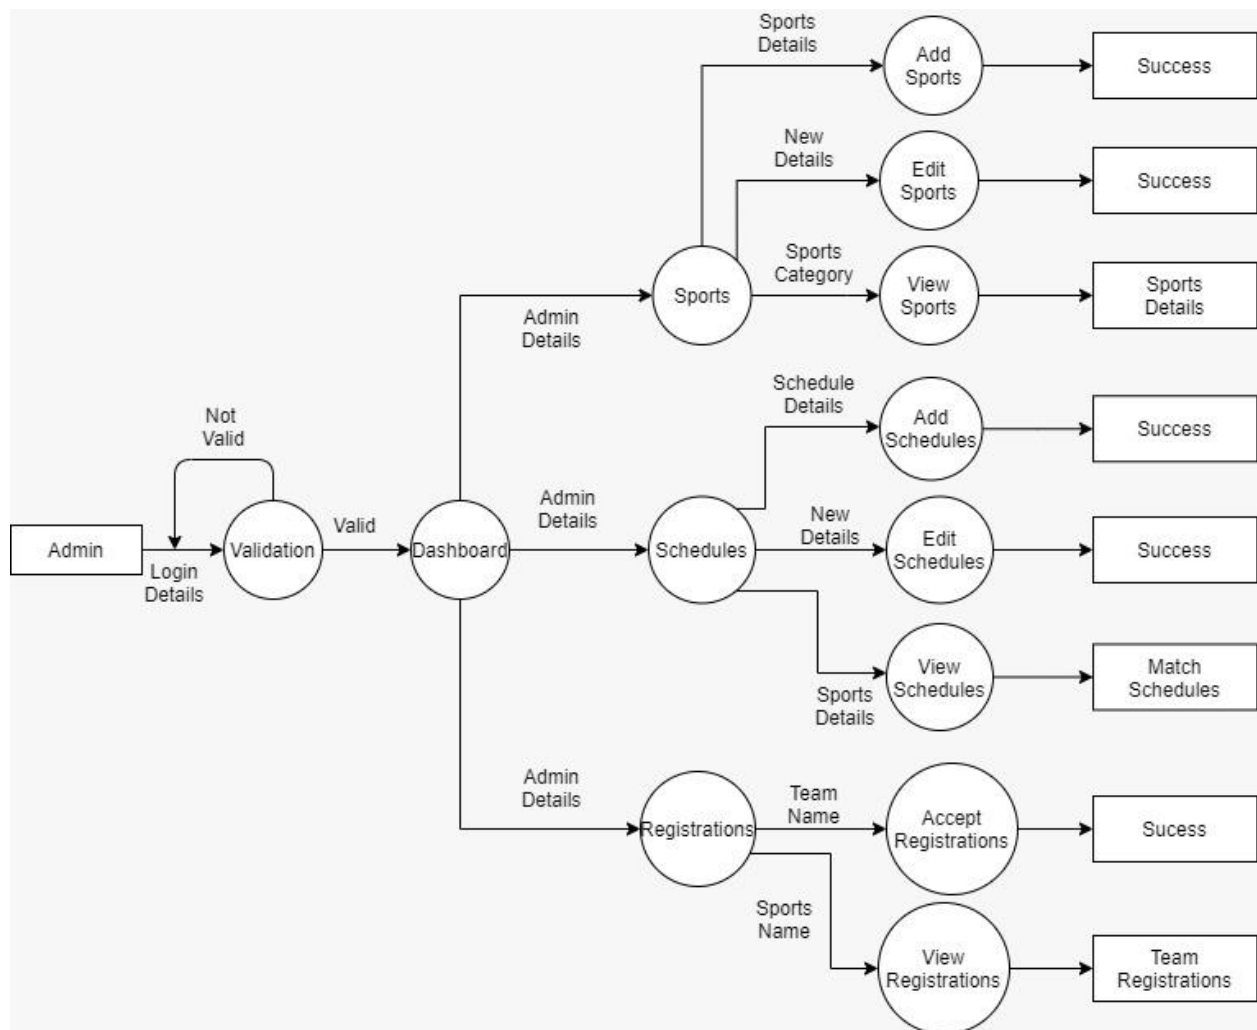 Sports
Details
Add
Sports
Success
New
Details
Edit
Sports
Success
Sports
Category
Sports
View
Sports
Sports
Details
Admin
Details
Schedule
Details
Add
Schedules
Success
Not
Valid
Admin
Login
Details
Validation
Valid
Dashboard
Admin
Details
Schedules
New
Details
Edit
Schedules
Success
Sports
Details
View
Schedules
Match
Schedules
Admin
Details
Registrations
Team
Name
Accept
Registrations
Sucess
Sports
Name
View
Registrations
Team
Registrations